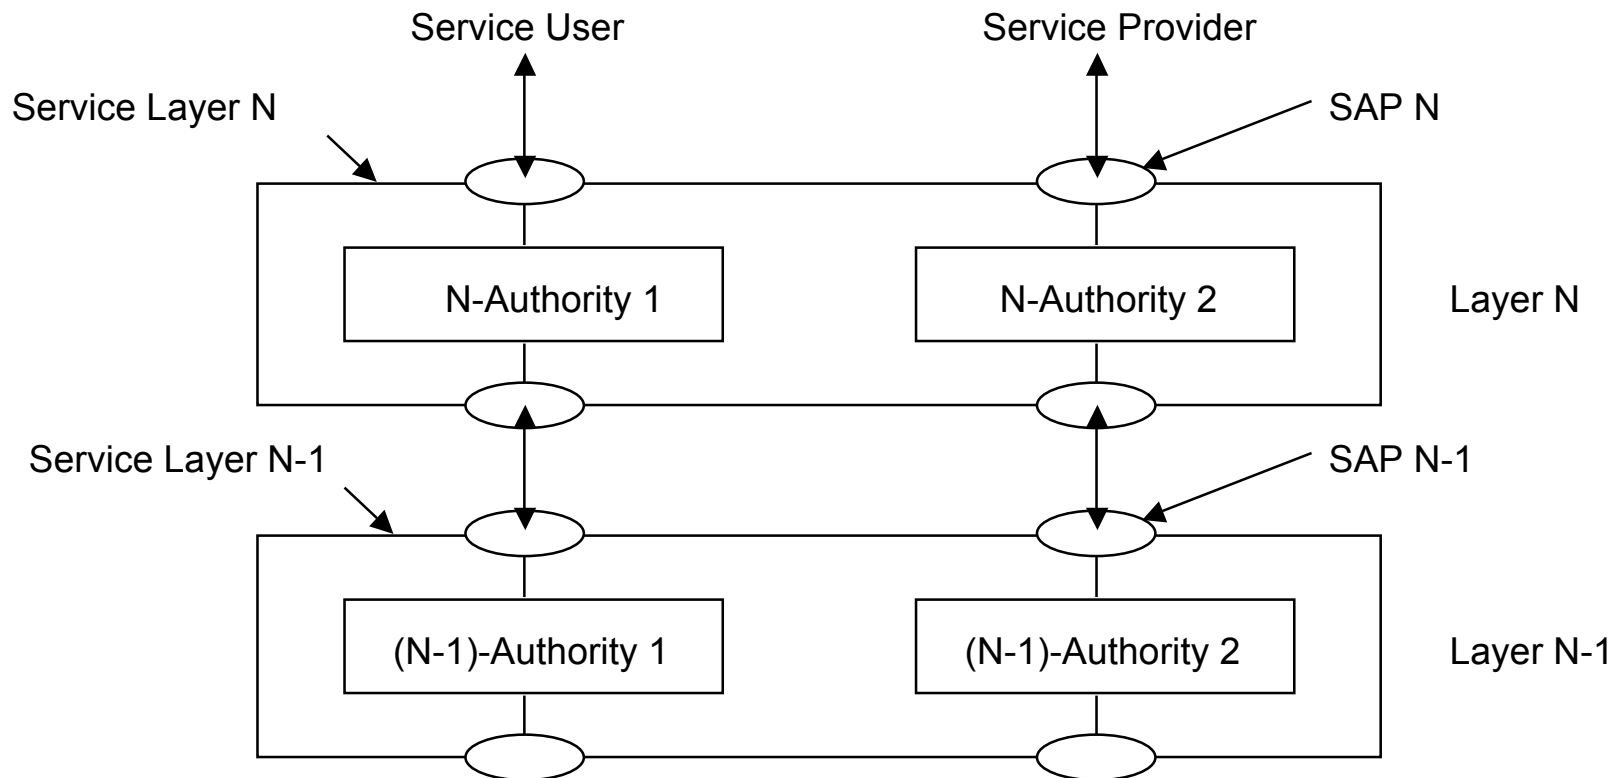 Service User
Service Provider
Service Layer N
SAP N
N-Authority 1
N-Authority 2
Layer N
Service Layer N-1
SAP N-1
(N-1)-Authority 1
(N-1)-Authority 2
Layer N-1